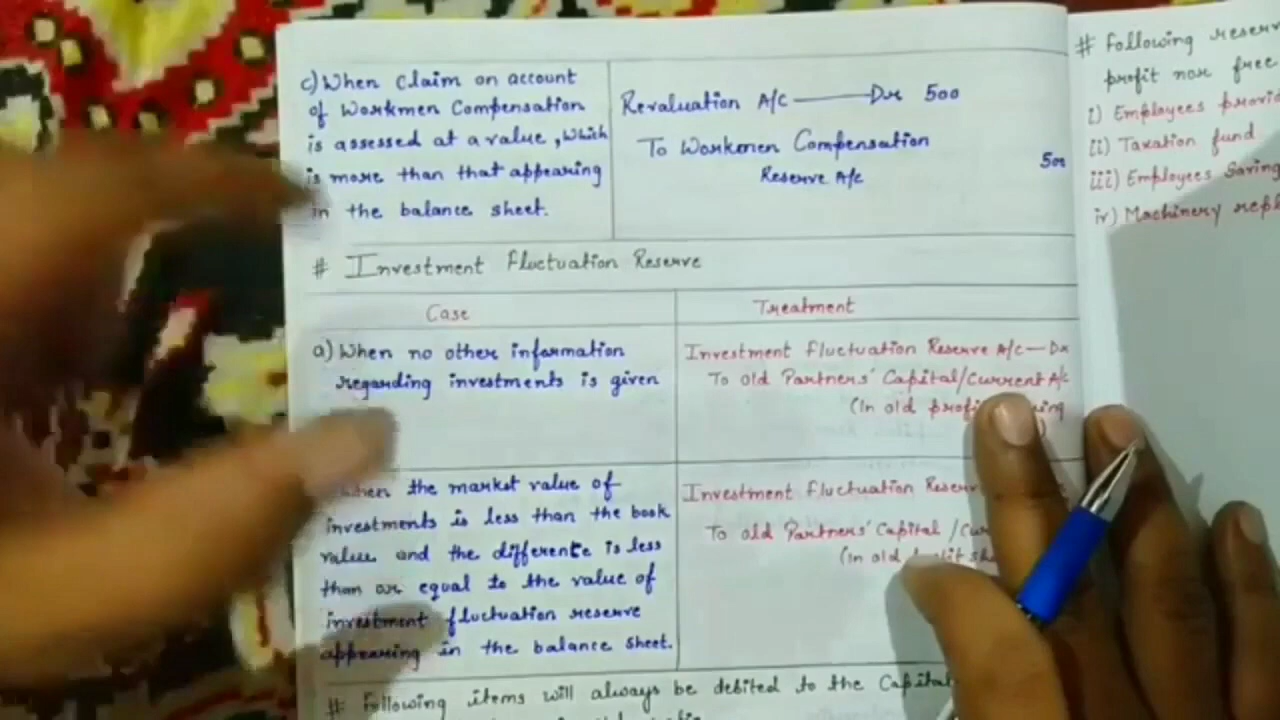 c) When claim on account
of Workmen Compensation
is assessed at a value, which
is more than that appearing
in the balance sheet.
Revaluation A/c —— Dr 500
To Workmen Compensation
Reserve A/c
500
# Investment Fluctuation Reserve
Case
Treatment
a) When no other information
regarding investments is given
Investment Fluctuation Reserve A/c — Dr
To Old Partners' Capital/Current A/c
(In old
when the market value of
investments is less than the book
value and the difference is less
than or equal to the value of
investment fluctuation reserve
appearing in the balance sheet.
Investment Fluctuation
To Old Partners' Capital /
(In old
# Following items will always be debited to the
# Following
profit nor free
i) Employees
ii) Taxation fund
iii) Employees
iv) Machinery